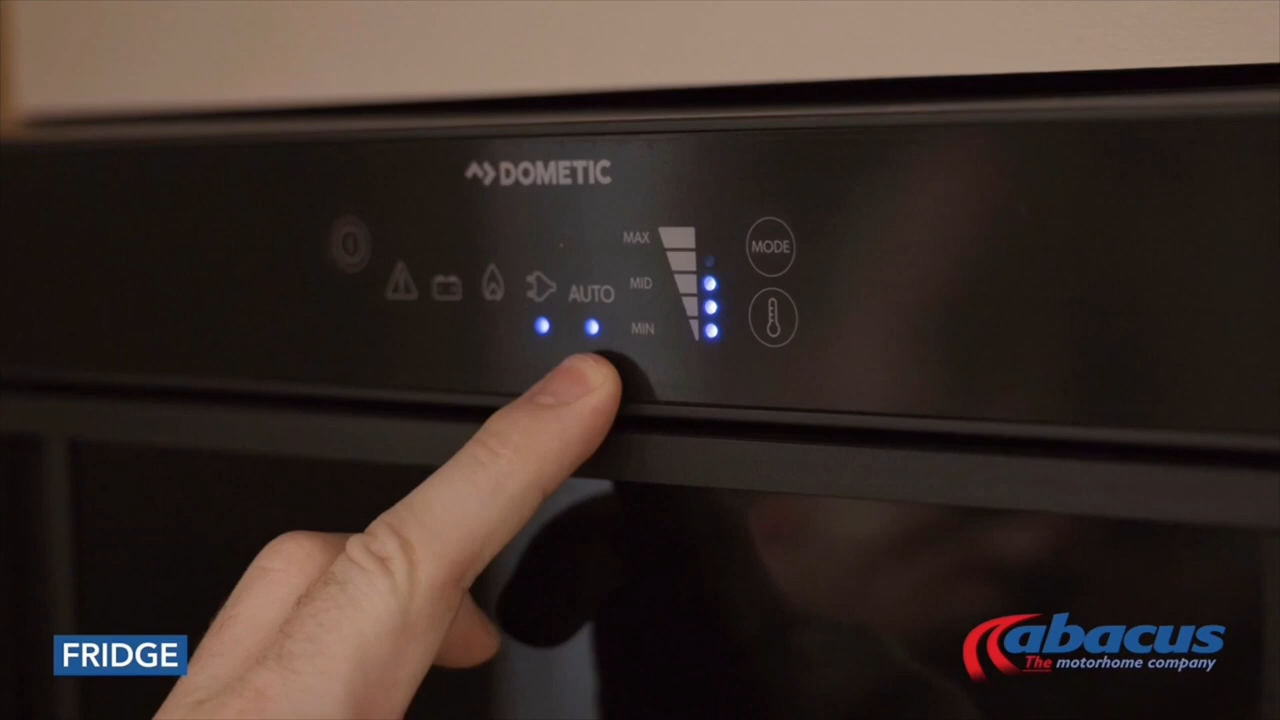 DOMETIC
MAX
MODE
MID
AUTO
MIN
FRIDGE
abacus
The motorhome company